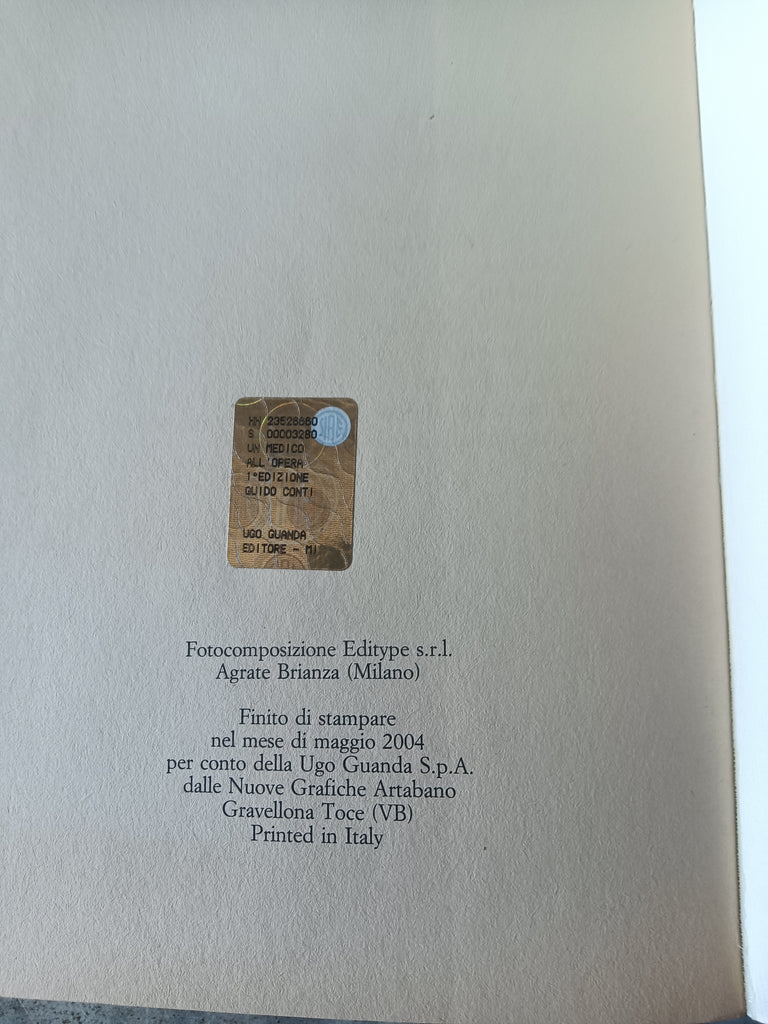 HH 23528660
S 00003280
UN MEDICO
ALL'OPERA
1°EDIZIONE
GUIDO CONTI
UGO GUANDA
EDITORE - MI
SIAE
Fotocomposizione Editype s.r.l.
Agrate Brianza (Milano)
Finito di stampare
nel mese di maggio 2004
per conto della Ugo Guanda S.p.A.
dalle Nuove Grafiche Artabano
Gravellona Toce (VB)
Printed in Italy